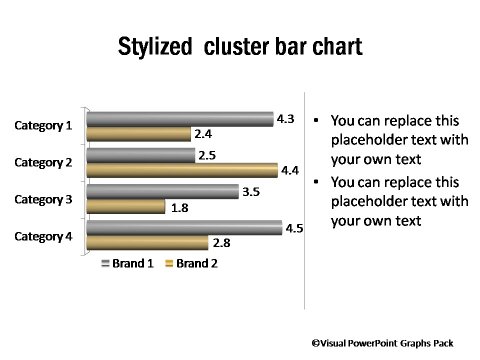 Stylized  cluster bar chart
Category 1
4.3
2.4
Category 2
2.5
4.4
Category 3
3.5
1.8
Category 4
4.5
2.8
Brand 1
Brand 2
• You can replace this
placeholder text with
your own text
• You can replace this
placeholder text with
your own text
©Visual PowerPoint Graphs Pack